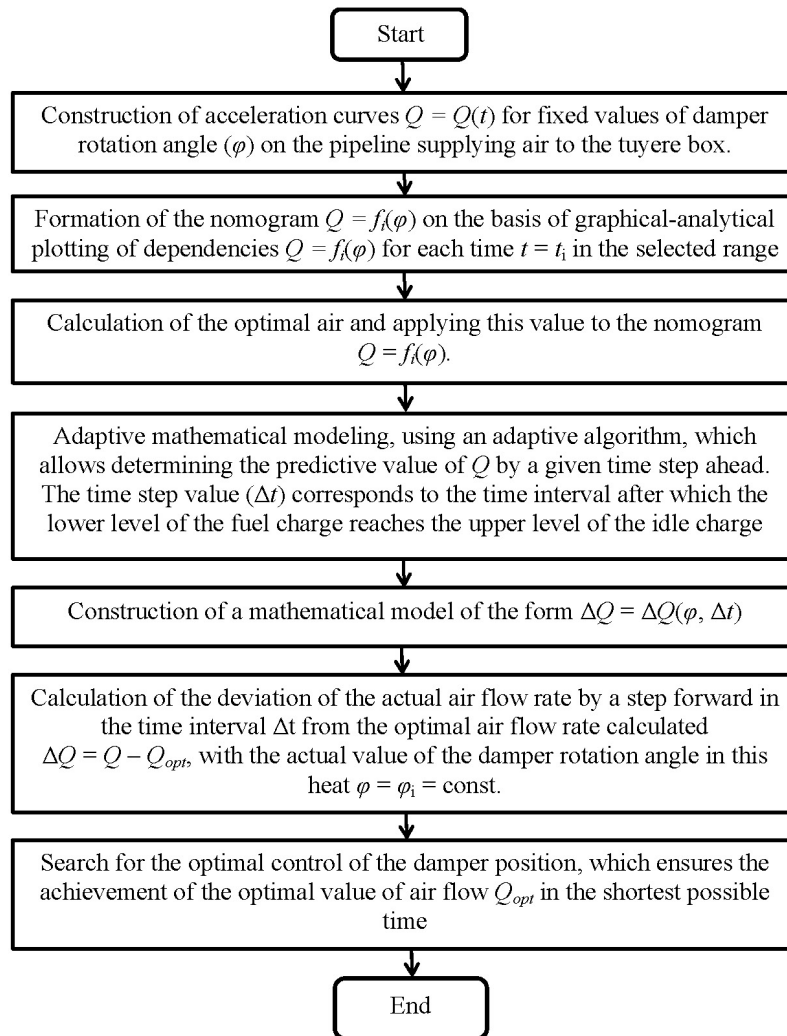 Start
Construction of acceleration curves Q = Q(t) for fixed values of damper
rotation angle (φ) on the pipeline supplying air to the tuyere box.
Formation of the nomogram Q = fᵢ(φ) on the basis of graphical-analytical
plotting of dependencies Q = fᵢ(φ) for each time t = tᵢ in the selected range
Calculation of the optimal air and applying this value to the nomogram
Q = fᵢ(φ).
Adaptive mathematical modeling, using an adaptive algorithm, which
allows determining the predictive value of Q by a given time step ahead.
The time step value (Δt) corresponds to the time interval after which the
lower level of the fuel charge reaches the upper level of the idle charge
Construction of a mathematical model of the form ΔQ = ΔQ(φ, Δt)
Calculation of the deviation of the actual air flow rate by a step forward in
the time interval Δt from the optimal air flow rate calculated
ΔQ = Q – Qopt, with the actual value of the damper rotation angle in this
heat φ = φᵢ = const.
Search for the optimal control of the damper position, which ensures the
achievement of the optimal value of air flow Qopt in the shortest possible
time
End